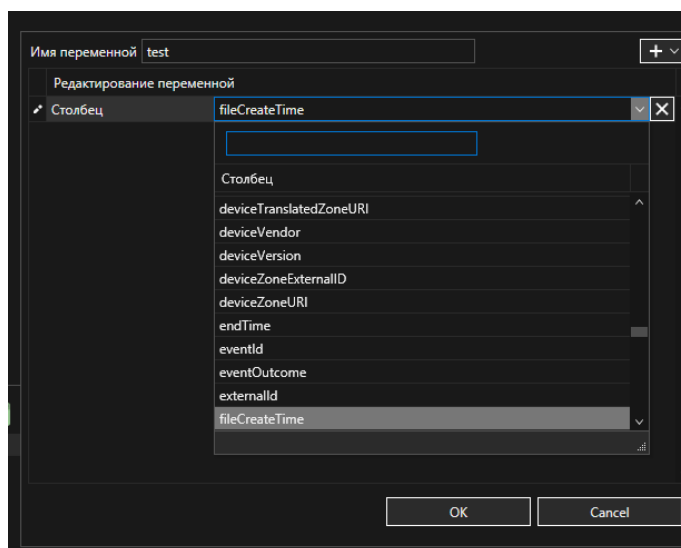 Имя переменной test
Редактирование переменной
Столбец fileCreateTime
Столбец
deviceTranslatedZoneURI
deviceVendor
deviceVersion
deviceZoneExternalID
deviceZoneURI
endTime
eventId
eventOutcome
externalId
fileCreateTime
OK Cancel